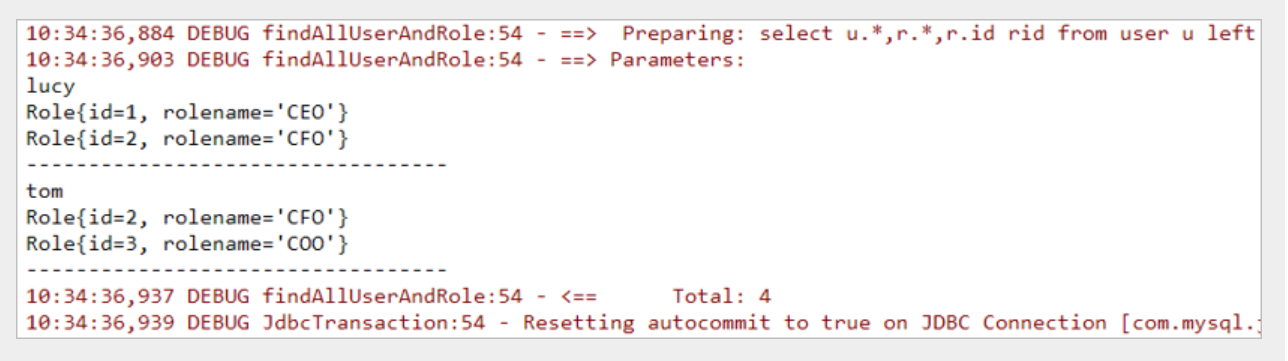 10:34:36,884 DEBUG findAllUserAndRole:54 - ==>  Preparing: select u.*,r.*,r.id rid from user u left
10:34:36,903 DEBUG findAllUserAndRole:54 - ==> Parameters:
lucy
Role{id=1, rolename='CEO'}
Role{id=2, rolename='CFO'}
----------------------------------
tom
Role{id=2, rolename='CFO'}
Role{id=3, rolename='COO'}
----------------------------------
10:34:36,937 DEBUG findAllUserAndRole:54 - <==      Total: 4
10:34:36,939 DEBUG JdbcTransaction:54 - Resetting autocommit to true on JDBC Connection [com.mysql.j